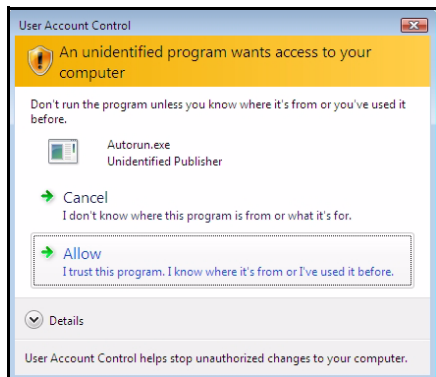 User Account Control
An unidentified program wants access to your
computer
Don't run the program unless you know where it's from or you've used it
before.
Autorun.exe
Unidentified Publisher
Cancel
I don't know where this program is from or what it's for.
Allow
I trust this program. I know where it's from or I've used it before.
Details
User Account Control helps stop unauthorized changes to your computer.